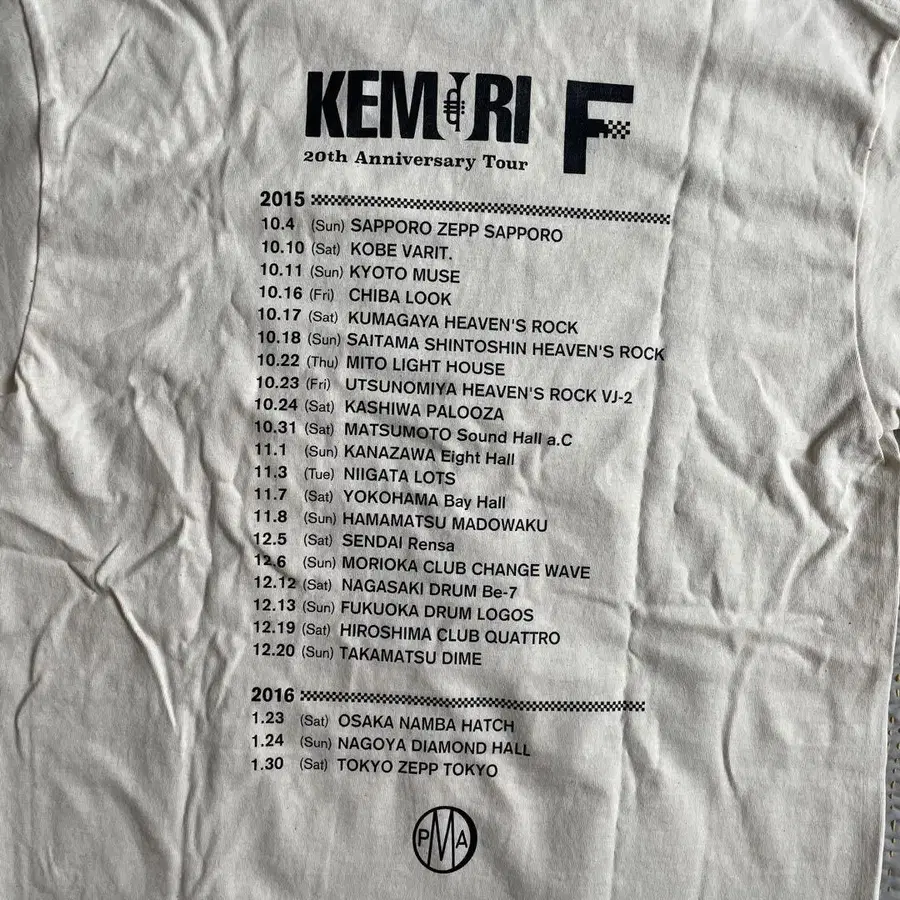 KEMURI F
20th Anniversary Tour
2015
10.4 (Sun) SAPPORO ZEPP SAPPORO
10.10 (Sat) KOBE VARIT.
10.11 (Sun) KYOTO MUSE
10.16 (Fri) CHIBA LOOK
10.17 (Sat) KUMAGAYA HEAVEN'S ROCK
10.18 (Sun) SAITAMA SHINTOSHIN HEAVEN'S ROCK
10.22 (Thu) MITO LIGHT HOUSE
10.23 (Fri) UTSUNOMIYA HEAVEN'S ROCK VJ-2
10.24 (Sat) KASHIWA PALOOZA
10.31 (Sat) MATSUMOTO Sound Hall a.C
11.1 (Sun) KANAZAWA Eight Hall
11.3 (Tue) NIIGATA LOTS
11.7 (Sat) YOKOHAMA Bay Hall
11.8 (Sun) HAMAMATSU MADOWAKU
12.5 (Sat) SENDAI Rensa
12.6 (Sun) MORIOKA CLUB CHANGE WAVE
12.12 (Sat) NAGASAKI DRUM Be-7
12.13 (Sun) FUKUOKA DRUM LOGOS
12.19 (Sat) HIROSHIMA CLUB QUATTRO
12.20 (Sun) TAKAMATSU DIME
2016
1.23 (Sat) OSAKA NAMBA HATCH
1.24 (Sun) NAGOYA DIAMOND HALL
1.30 (Sat) TOKYO ZEPP TOKYO
PMA